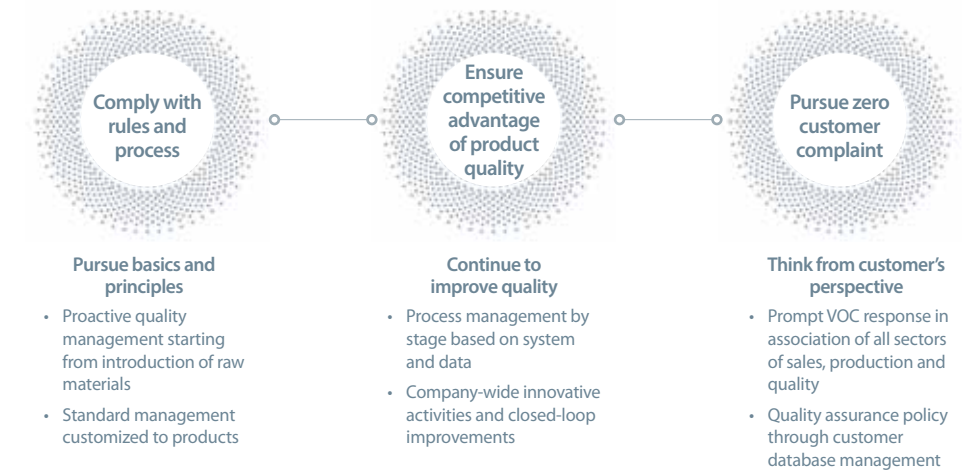 Comply with
rules and
process
Ensure
competitive
advantage
of product
quality
Pursue zero
customer
complaint
Pursue basics and
principles
• Proactive quality
management starting
from introduction of raw
materials
• Standard management
customized to products
Continue to
improve quality
• Process management by
stage based on system
and data
• Company-wide innovative
activities and closed-loop
improvements
Think from customer's
perspective
• Prompt VOC response in
association of all sectors
of sales, production and
quality
• Quality assurance policy
through customer
database management